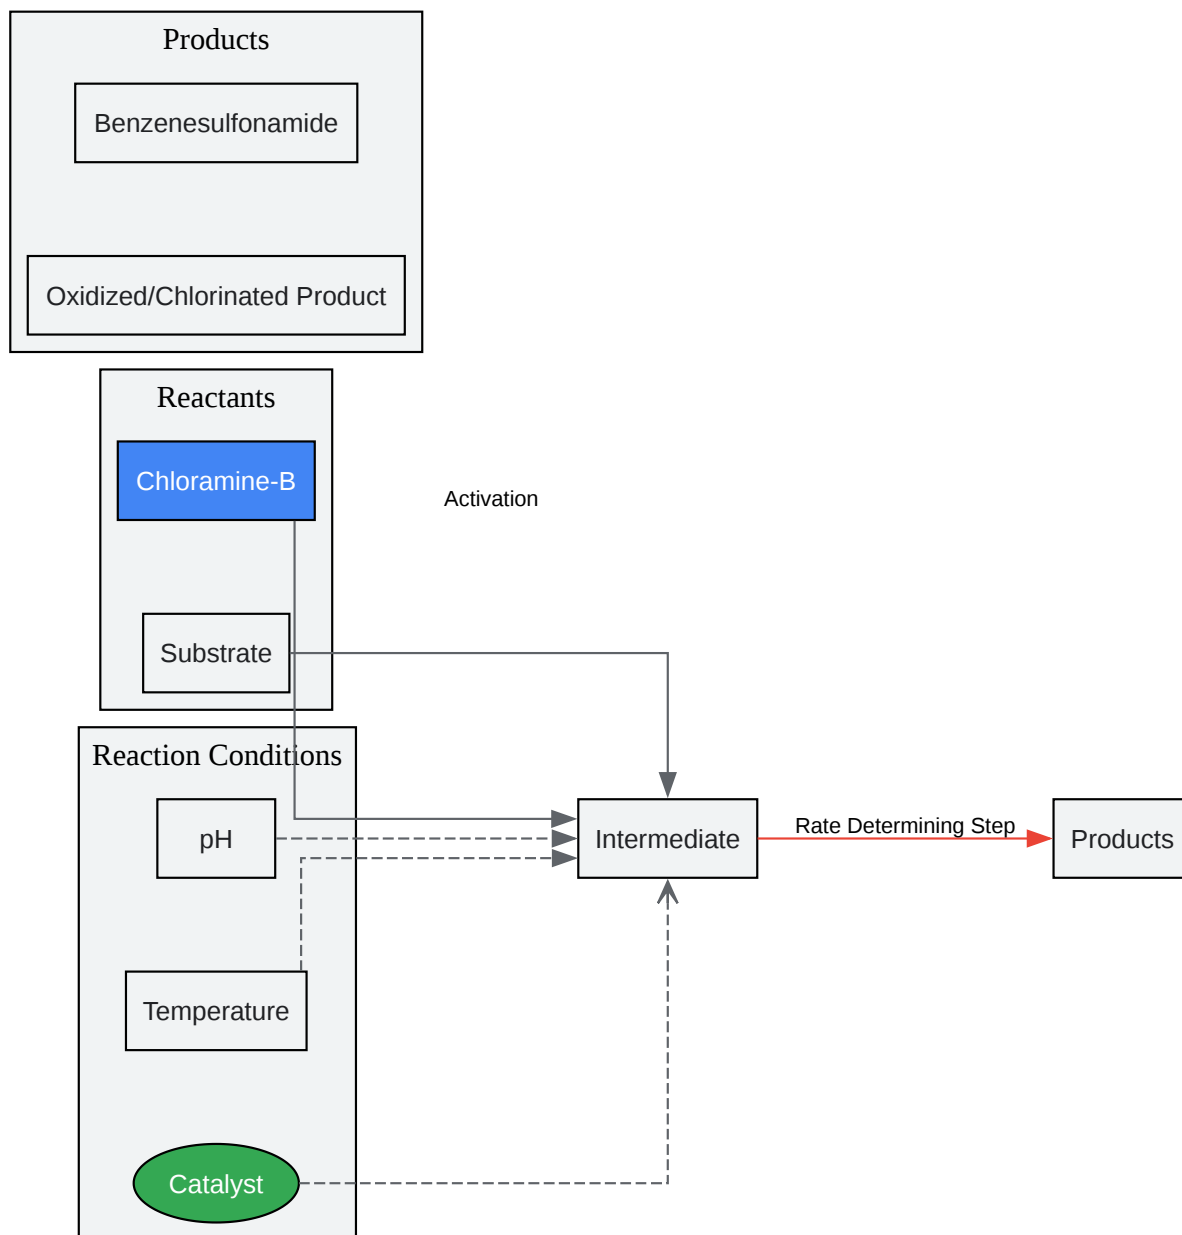 Products
Benzenesulfonamide
Oxidized/Chlorinated Product
Reactants
Chloramine-B
Activation
Substrate
Reaction Conditions
pH
Intermediate
Rate Determining Step
Products
Temperature
Catalyst